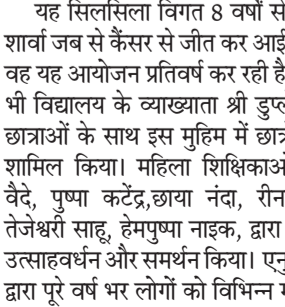 यह सिलसिला विगत 8 वर्षों से
शार्वा जब से कैंसर से जीत कर आई
वह यह आयोजन प्रतिवर्ष कर रही है
भी विद्यालय के व्याख्याता श्री डुप्ले
छात्राओं के साथ इस मुहिम में छात्र
शामिल किया। महिला शिक्षिकाओं
वैदे, पुष्पा कटेंद्र,छाया नंदा, रीन
तेजेश्वरी साहू, हेमपुष्पा नाइक, द्वारा
उत्साहवर्धन और समर्थन किया।
द्वारा पूरे वर्ष भर लोगों को विभिन्न